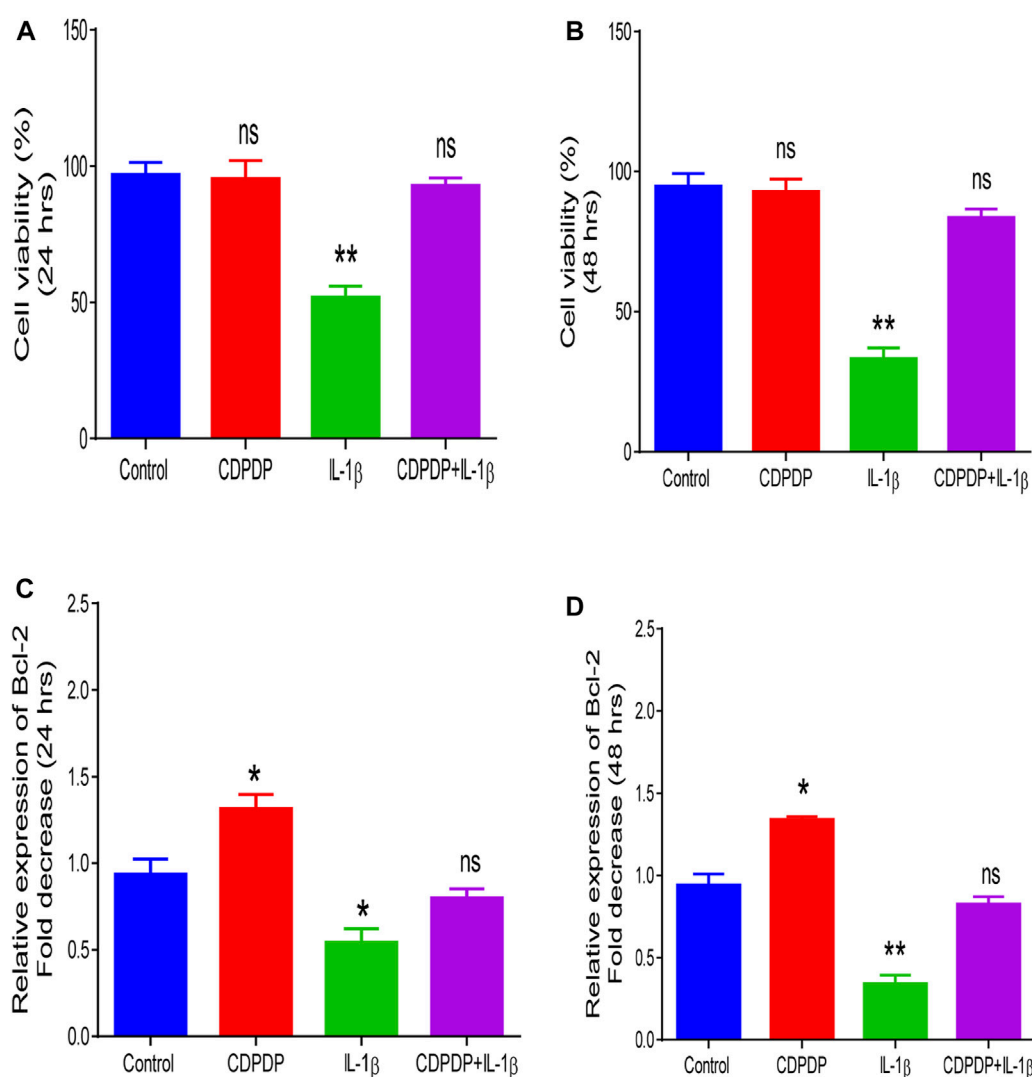 A
Cell viability (%)
(24 hrs)
150
100
50
0
ns
**
ns
Control
CDPDP
IL-1β
CDPDP+IL-1β
B
Cell viability (%)
(48 hrs)
150
100
50
0
ns
**
ns
Control
CDPDP
IL-1β
CDPDP+IL-1β
C
Relative expression of Bcl-2
Fold decrease (24 hrs)
2.5
2.0
1.5
1.0
0.5
0.0
*
*
ns
Control
CDPDP
IL-1β
CDPDP+IL-1β
D
Relative expression of Bcl-2
Fold decrease (48 hrs)
2.5
2.0
1.5
1.0
0.5
0.0
*
**
ns
Control
CDPDP
IL-1β
CDPDP+IL-1β